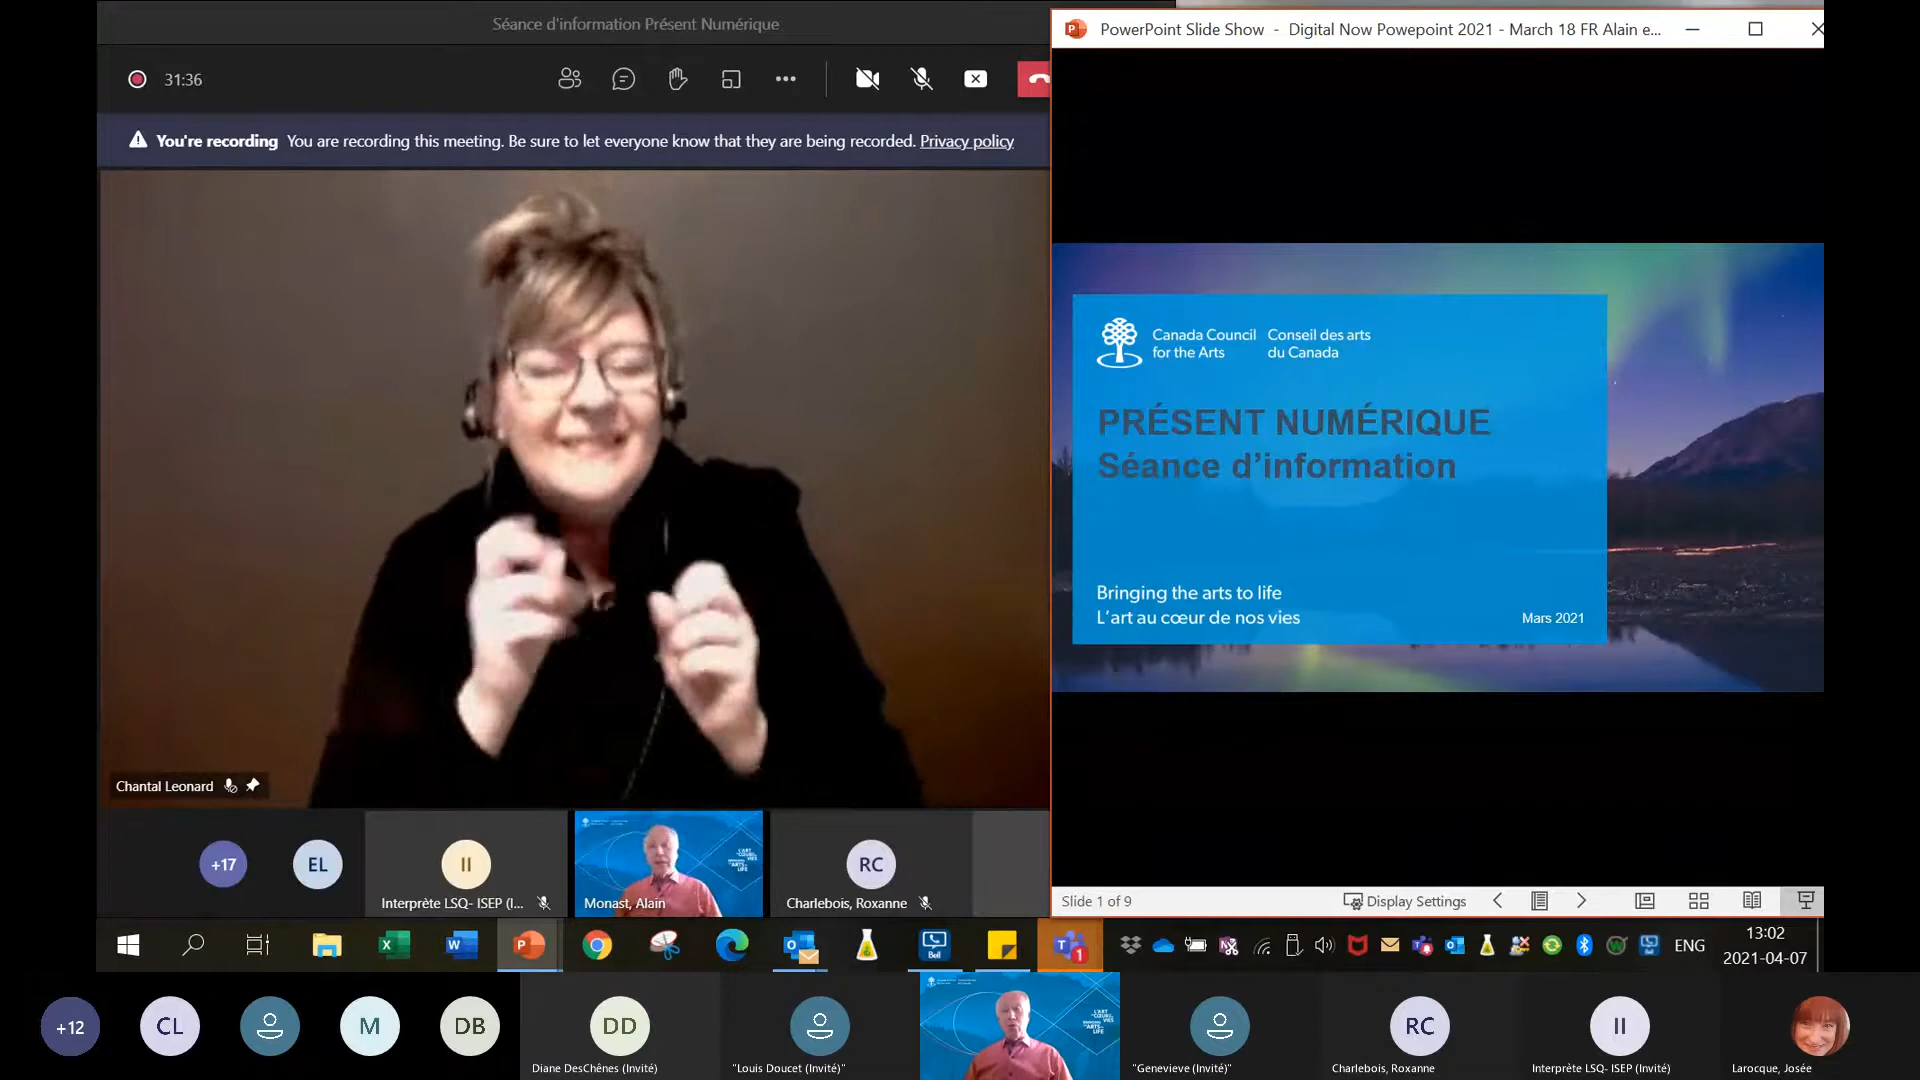 Séance d'information Présent Numérique
31:36
You're recording You are recording this meeting. Be sure to let everyone know that they are being recorded. Privacy policy
Chantal Leonard
+17
EL
II
Interprète LSQ- ISEP (I...
Monast, Alain
RC
Charlebois, Roxanne
PowerPoint Slide Show - Digital Now Powepoint 2021 - March 18 FR Alain e...
Canada Council Conseil des arts
for the Arts du Canada
PRÉSENT NUMÉRIQUE
Séance d'information
Bringing the arts to life
L'art au cœur de nos vies
Mars 2021
Slide 1 of 9
Display Settings
Bell
1
ENG
13:02
2021-04-07
+12
CL
M
DB
DD
Diane DesChênes (Invité)
"Louis Doucet (Invité)"
"Genevieve (Invité)"
RC
Charlebois, Roxanne
II
Interprète LSQ- ISEP (Invité)
Larocque, Josée